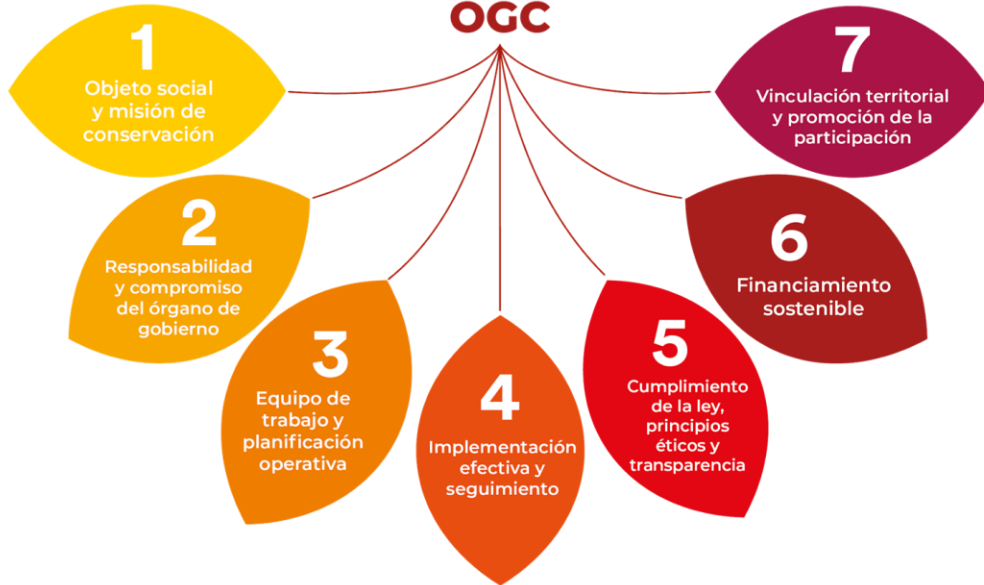 OGC
1
Objeto social
y misión de
conservación
2
Responsabilidad
y compromiso
del órgano de
gobierno
3
Equipo de
trabajo y
planificación
operativa
4
Implementación
efectiva y
seguimiento
5
Cumplimiento
de la ley,
principios
éticos y
transparencia
6
Financiamiento
sostenible
7
Vinculación territorial
y promoción de la
participación